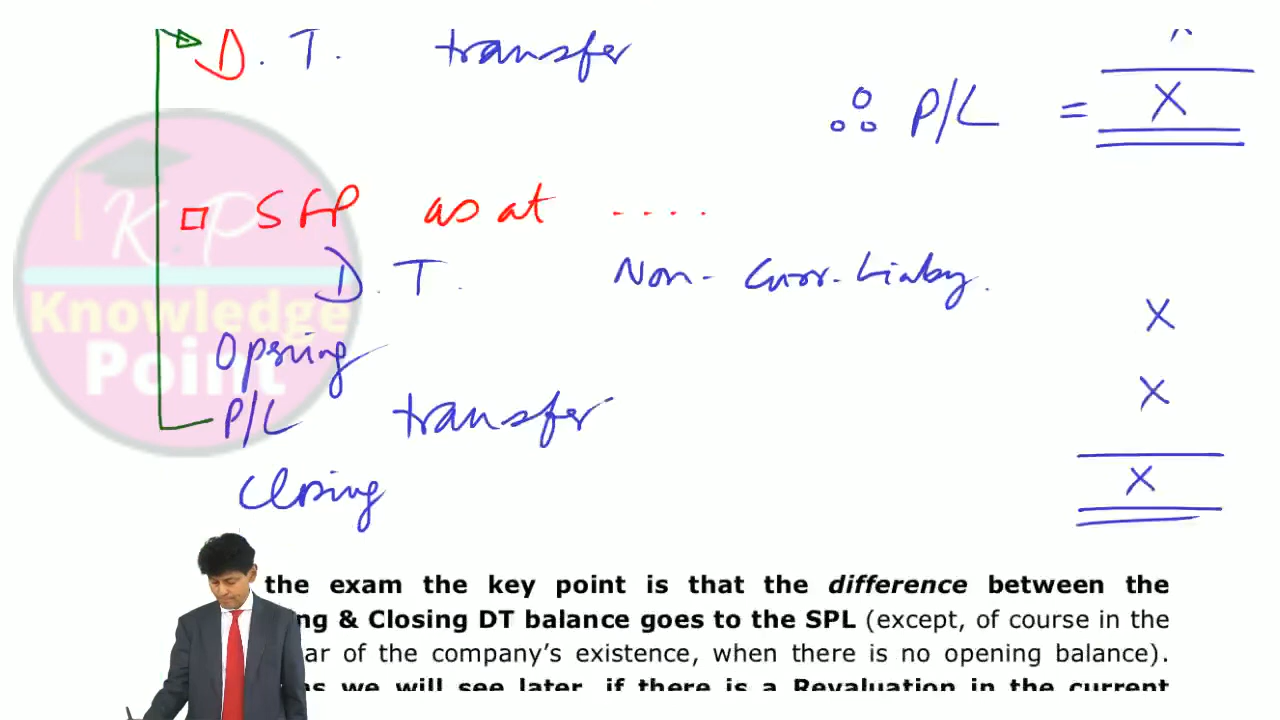 D. T. transfer X
∴ P/L = X
□ SFP as at ....
D. T. Non-Curr. Liaby.
K.P
Knowledge
Point
X
Opening
P/L transfer X
Closing X
the exam the key point is that the difference between the
ng & Closing DT balance goes to the SPL (except, of course in the
ar of the company’s existence, when there is no opening balance).
as we will see later, if there is a Revaluation in the current